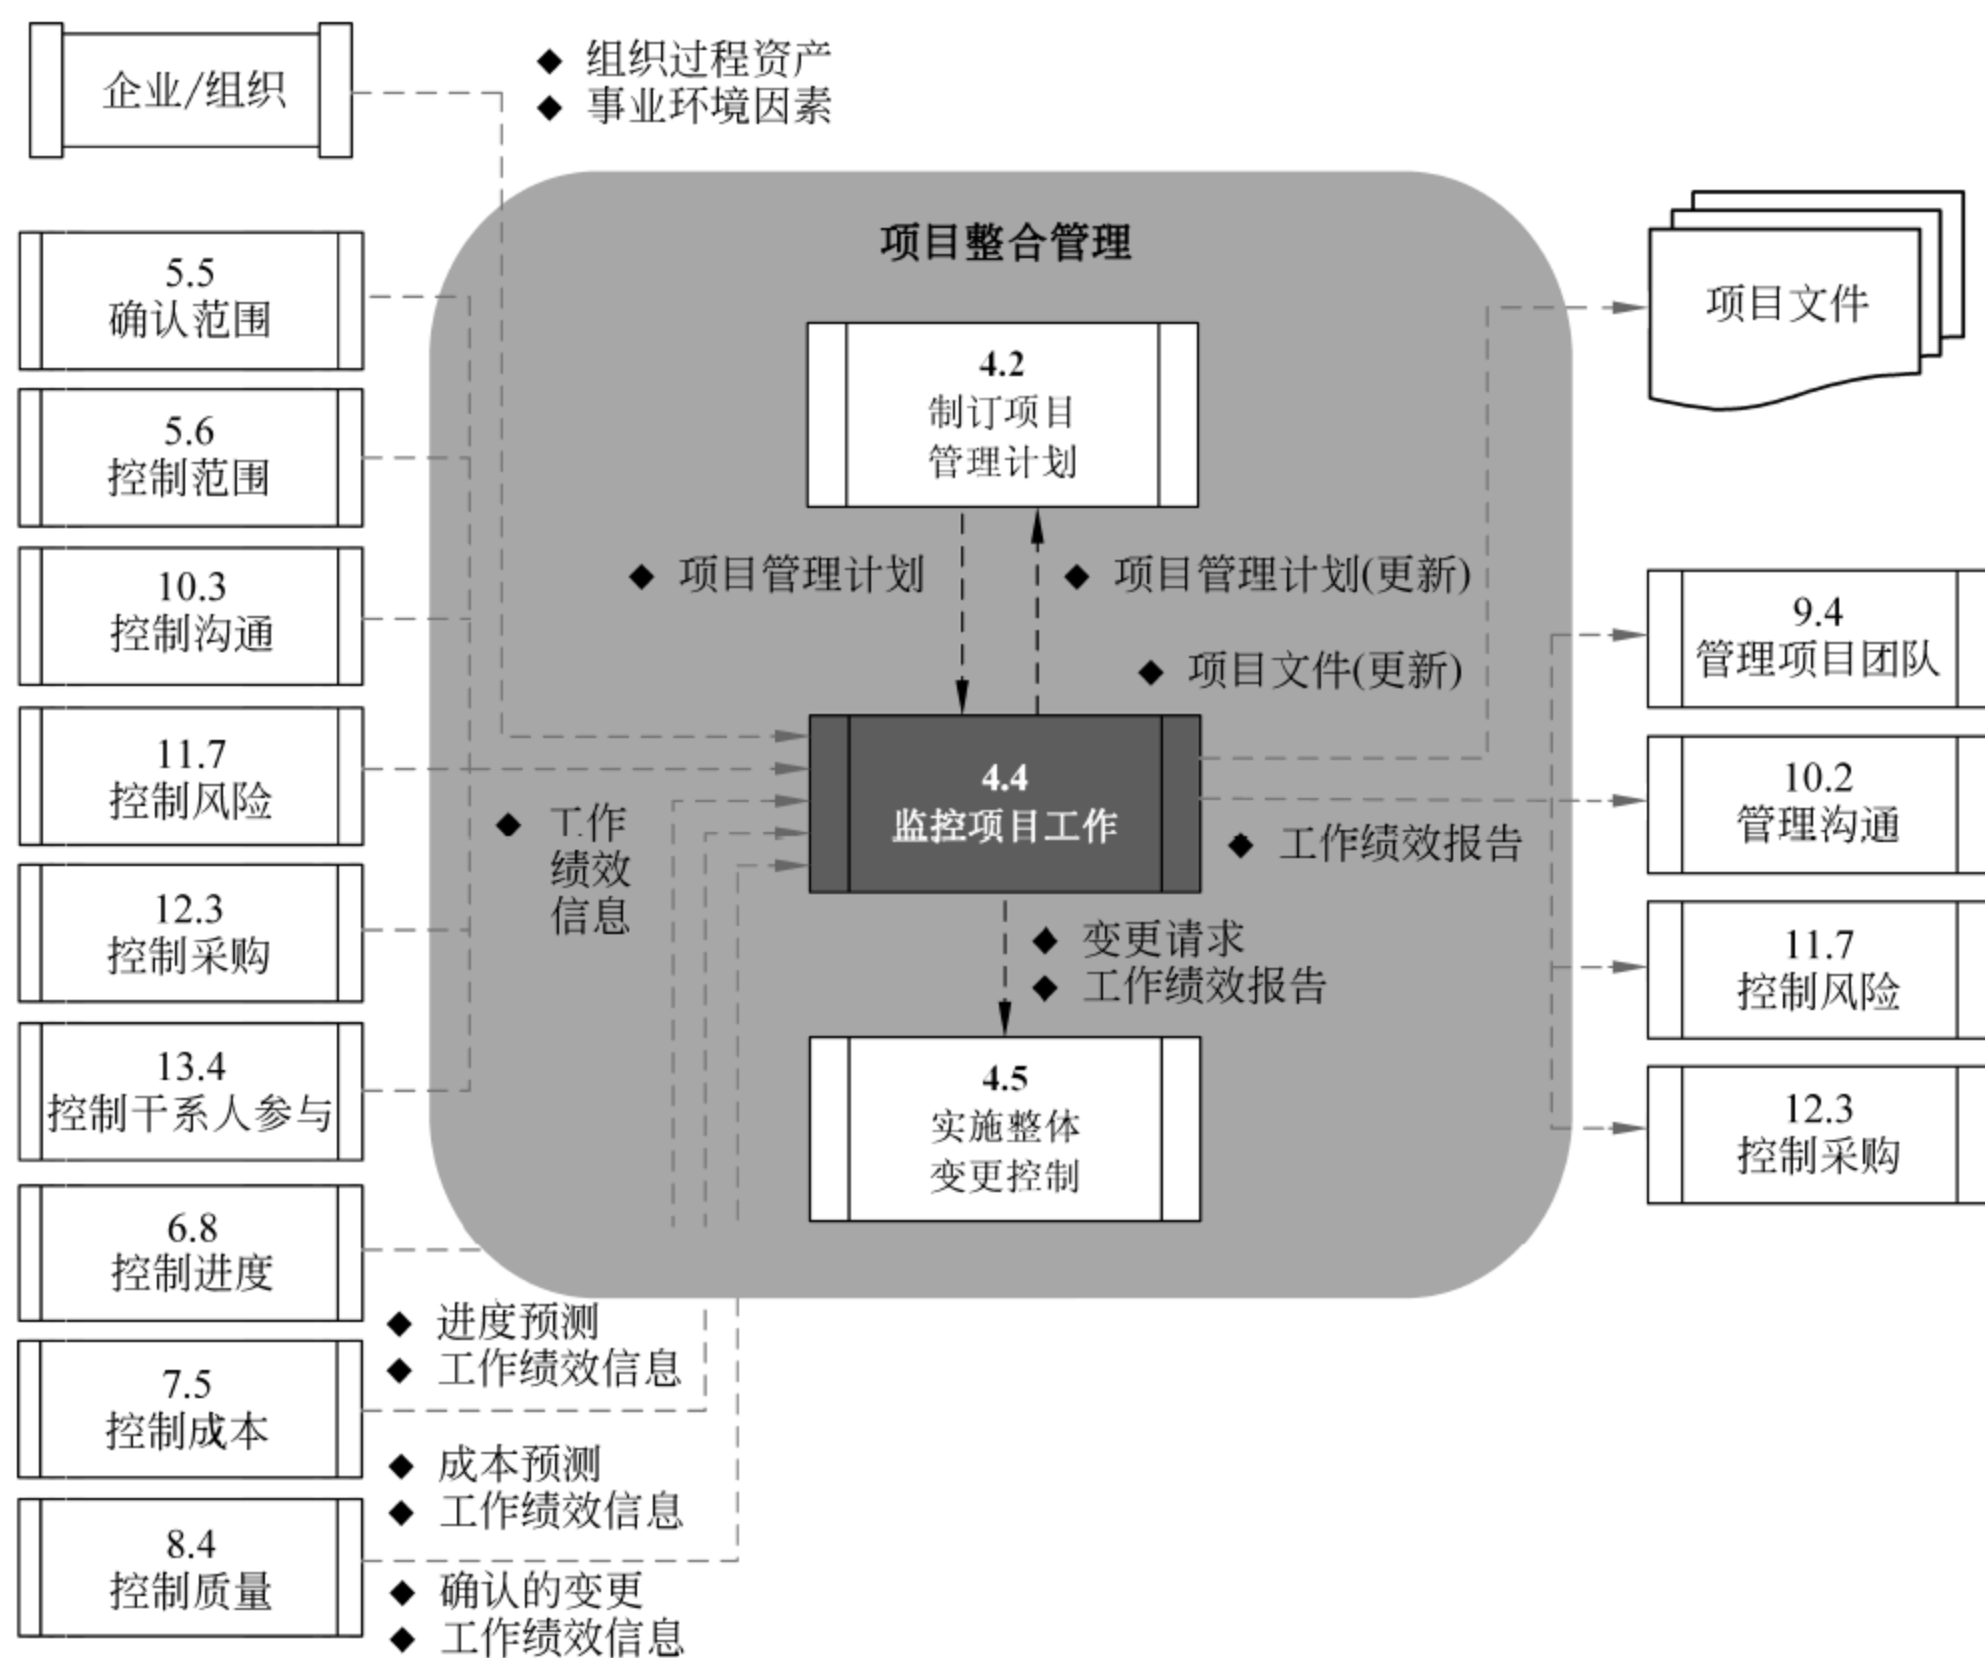 企业/组织
◆ 组织过程资产
◆ 事业环境因素
5.5
确认范围
5.6
控制范围
10.3
控制沟通
11.7
控制风险
12.3
控制采购
13.4
控制干系人参与
6.8
控制进度
7.5
控制成本
8.4
控制质量
项目整合管理
4.2
制订项目
管理计划
◆ 项目管理计划
◆ 项目管理计划(更新)
◆ 项目文件(更新)
4.4
监控项目工作
◆ 工作
绩效
信息
◆ 工作绩效报告
◆ 变更请求
◆ 工作绩效报告
4.5
实施整体
变更控制
◆ 进度预测
◆ 工作绩效信息
◆ 成本预测
◆ 工作绩效信息
◆ 确认的变更
◆ 工作绩效信息
项目文件
9.4
管理项目团队
10.2
管理沟通
11.7
控制风险
12.3
控制采购